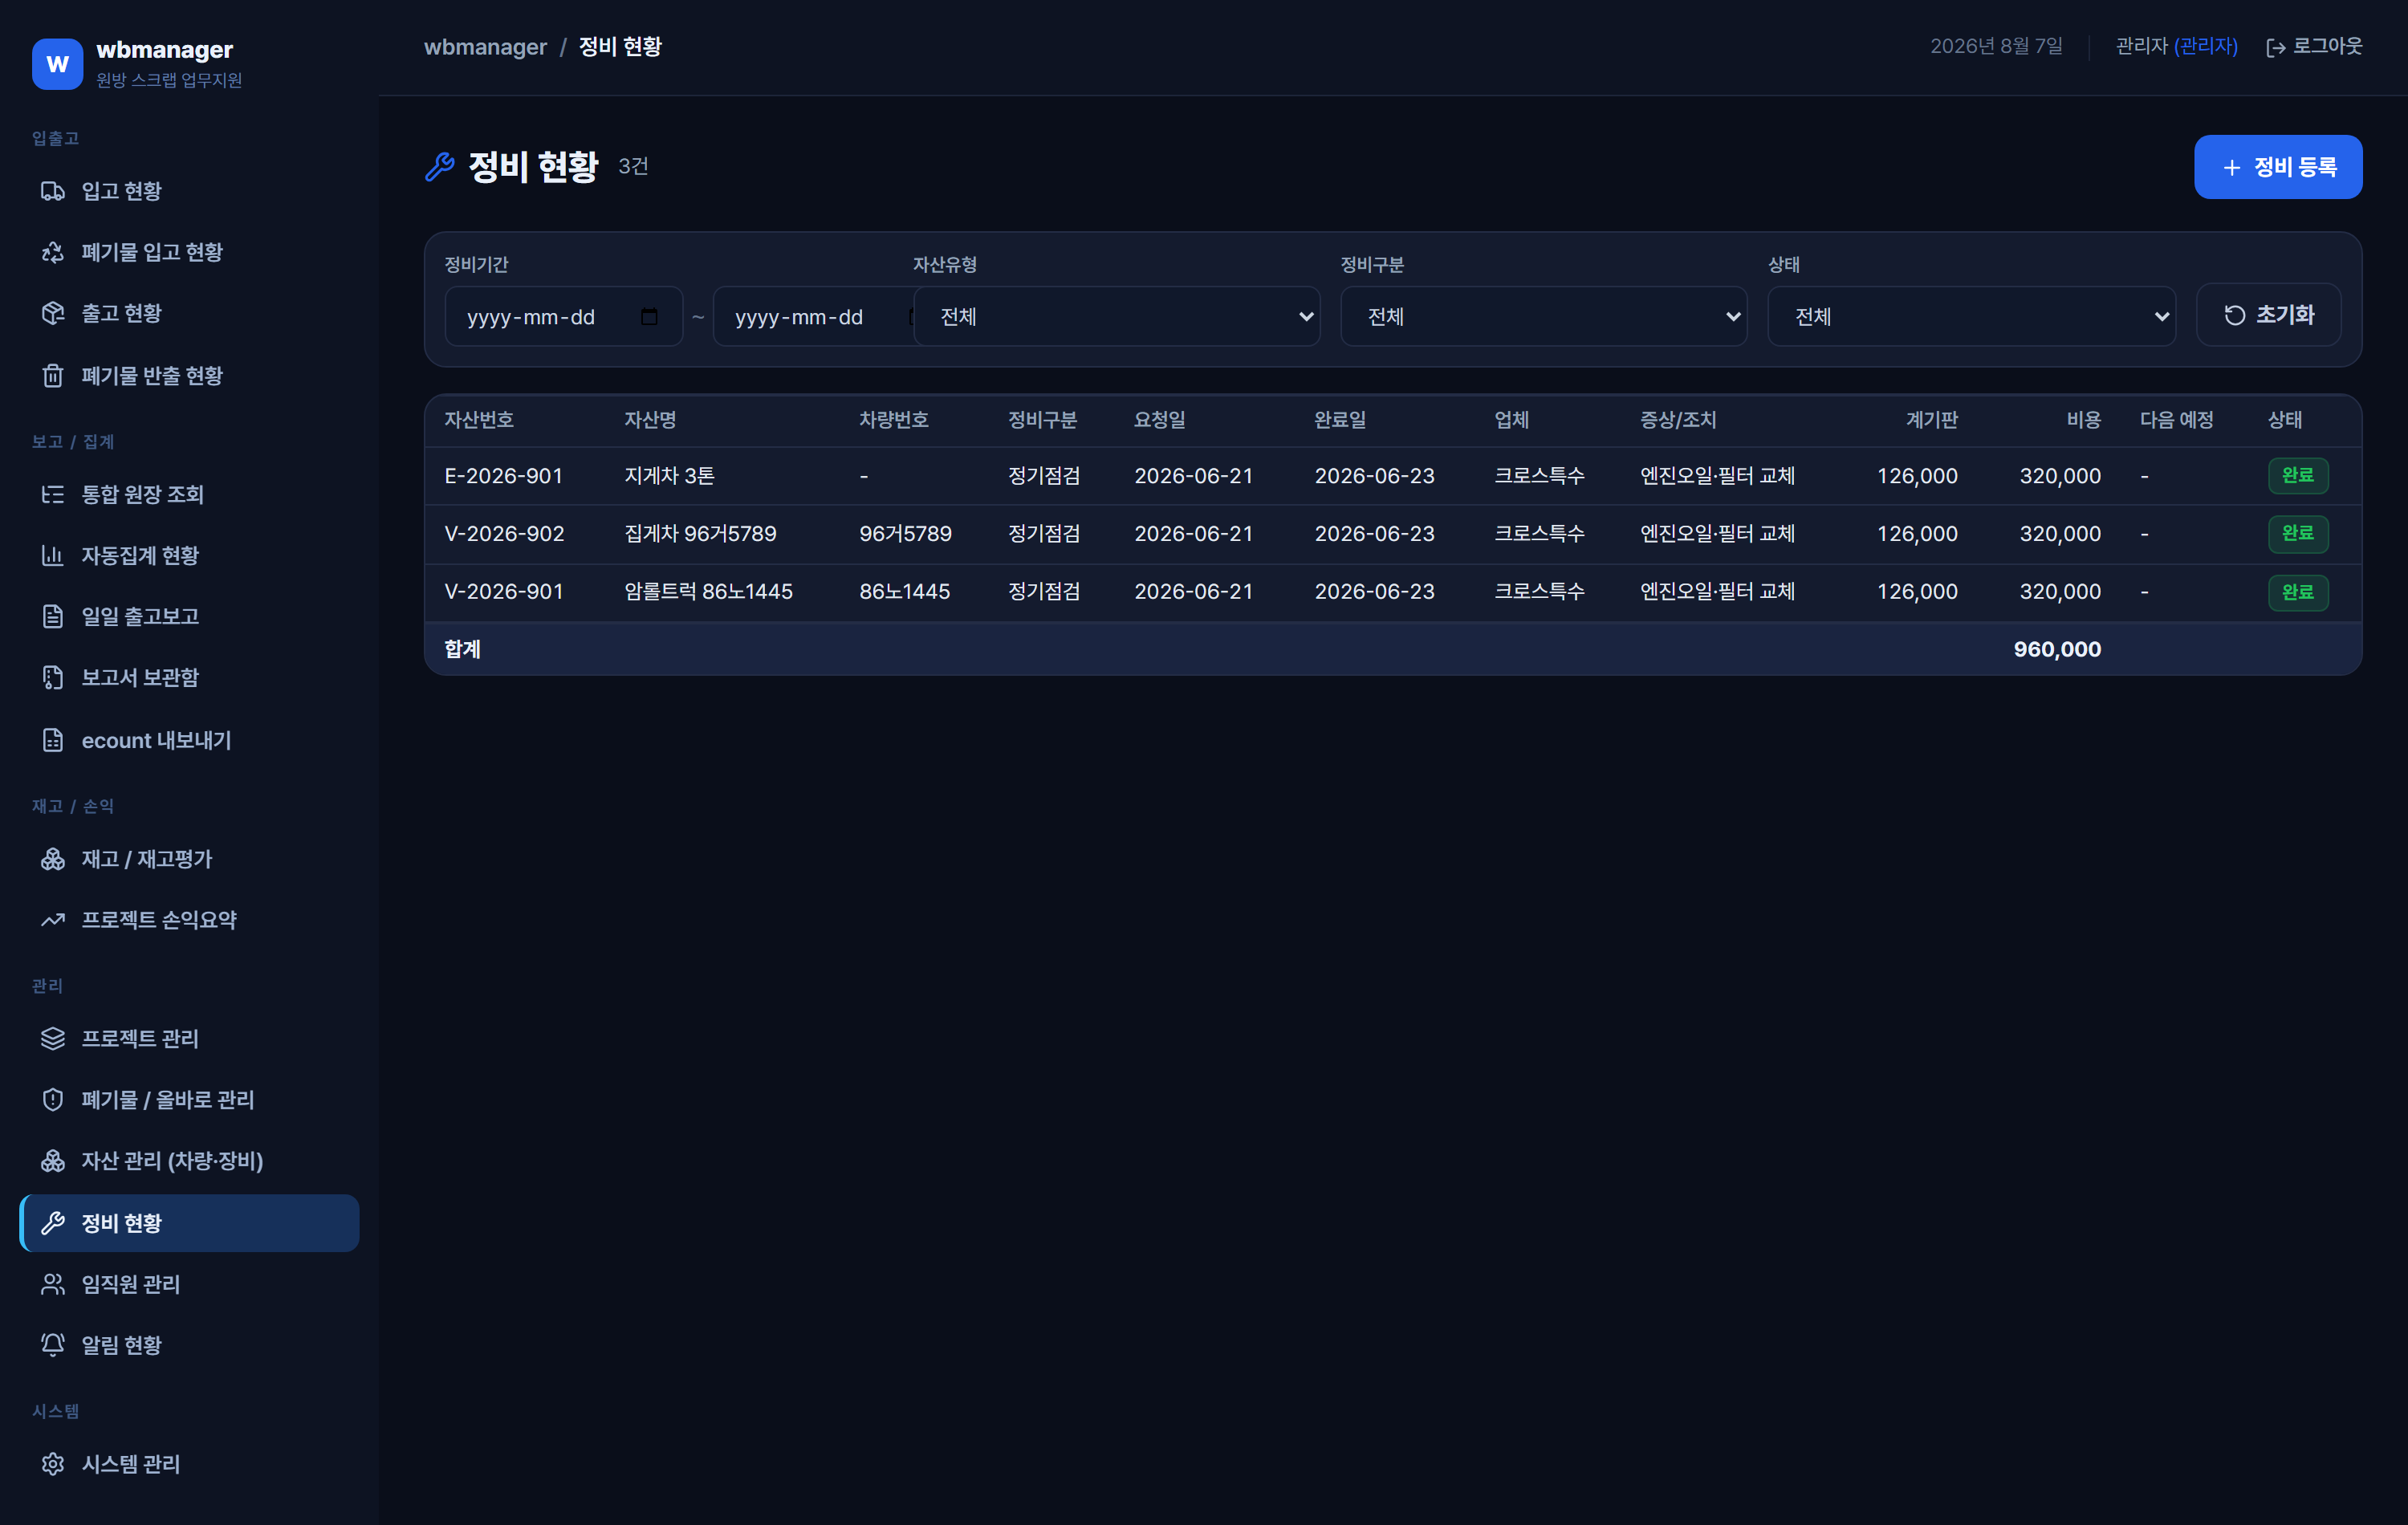 W
wbmanager
원방 스크랩 업무지원
입출고
입고 현황
폐기물 입고 현황
출고 현황
폐기물 반출 현황
보고 / 집계
통합 원장 조회
자동집계 현황
일일 출고보고
보고서 보관함
ecount 내보내기
재고 / 손익
재고 / 재고평가
프로젝트 손익요약
관리
프로젝트 관리
폐기물 / 올바로 관리
자산 관리 (차량·장비)
정비 현황
임직원 관리
알림 현황
시스템
시스템 관리
wbmanager / 정비 현황
2026년 8월 7일 관리자 (관리자) 로그아웃
정비 현황 3건
+ 정비 등록
정비기간 자산유형 정비구분 상태
yyyy-mm-dd ~ yyyy-mm-dd 전체 전체 전체 초기화
자산번호 자산명 차량번호 정비구분 요청일 완료일 업체 증상/조치 계기판 비용 다음 예정 상태
E-2026-901 지게차 3톤 - 정기점검 2026-06-21 2026-06-23 크로스특수 엔진오일·필터 교체 126,000 320,000 - 완료
V-2026-902 집게차 96거5789 96거5789 정기점검 2026-06-21 2026-06-23 크로스특수 엔진오일·필터 교체 126,000 320,000 - 완료
V-2026-901 암롤트럭 86노1445 86노1445 정기점검 2026-06-21 2026-06-23 크로스특수 엔진오일·필터 교체 126,000 320,000 - 완료
합계 960,000